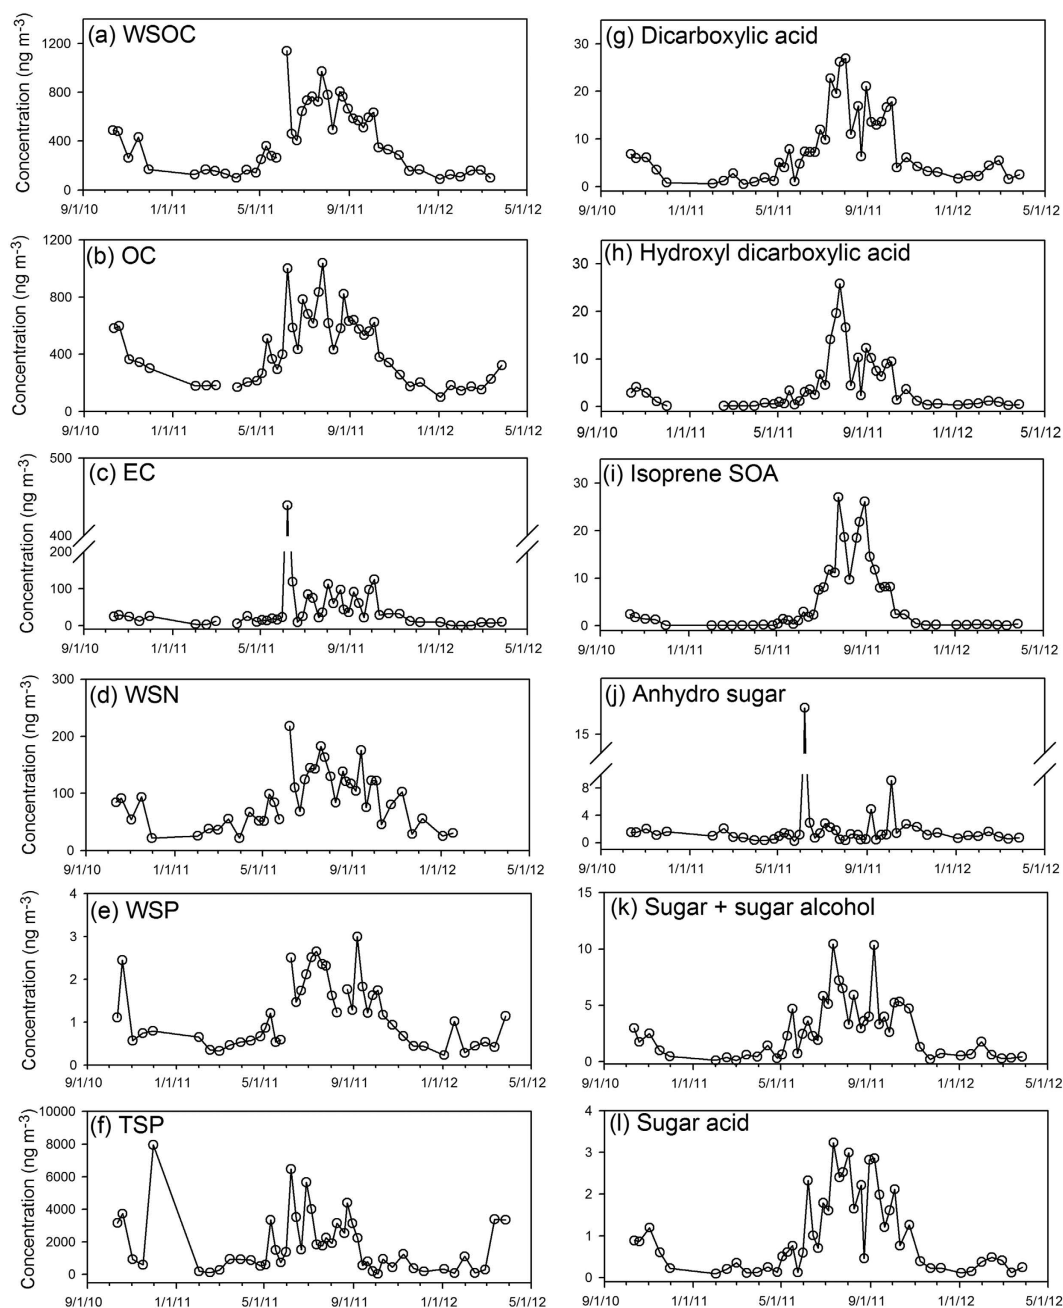 (a) WSOC
Concentration (ng m-3)
1200
800
400
0
9/1/10 1/1/11 5/1/11 9/1/11 1/1/12 5/1/12
(b) OC
Concentration (ng m-3)
1200
800
400
0
9/1/10 1/1/11 5/1/11 9/1/11 1/1/12 5/1/12
(c) EC
Concentration (ng m-3)
500
400
200
100
0
9/1/10 1/1/11 5/1/11 9/1/11 1/1/12 5/1/12
(d) WSN
Concentration (ng m-3)
300
200
100
0
9/1/10 1/1/11 5/1/11 9/1/11 1/1/12 5/1/12
(e) WSP
Concentration (ng m-3)
4
3
2
1
0
9/1/10 1/1/11 5/1/11 9/1/11 1/1/12 5/1/12
(f) TSP
Concentration (ng m-3)
10000
8000
6000
4000
2000
0
9/1/10 1/1/11 5/1/11 9/1/11 1/1/12 5/1/12
(g) Dicarboxylic acid
30
20
10
0
9/1/10 1/1/11 5/1/11 9/1/11 1/1/12 5/1/12
(h) Hydroxyl dicarboxylic acid
30
20
10
0
9/1/10 1/1/11 5/1/11 9/1/11 1/1/12 5/1/12
(i) Isoprene SOA
30
20
10
0
9/1/10 1/1/11 5/1/11 9/1/11 1/1/12 5/1/12
(j) Anhydro sugar
15
8
4
0
9/1/10 1/1/11 5/1/11 9/1/11 1/1/12 5/1/12
(k) Sugar + sugar alcohol
15
10
5
0
9/1/10 1/1/11 5/1/11 9/1/11 1/1/12 5/1/12
(l) Sugar acid
4
3
2
1
0
9/1/10 1/1/11 5/1/11 9/1/11 1/1/12 5/1/12